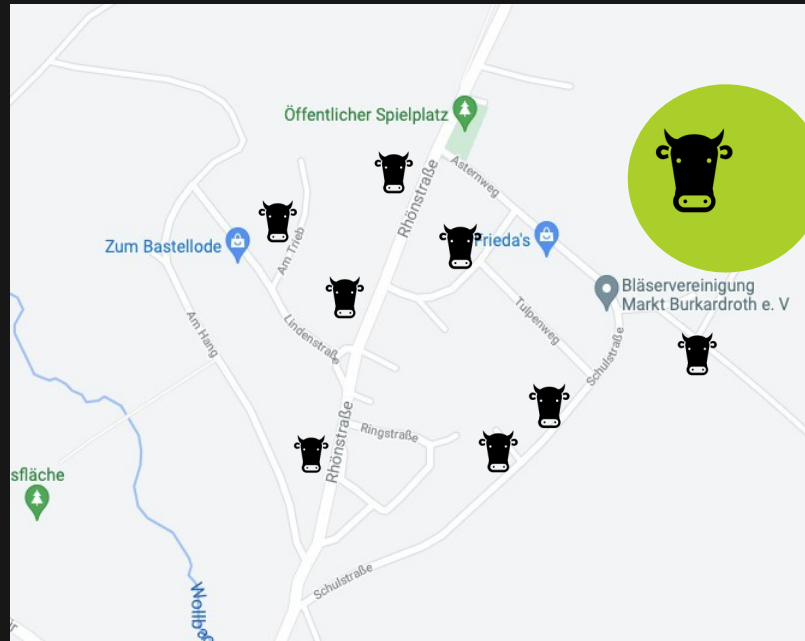 Öffentlicher Spielplatz
Asternweg
Rhönstraße
Zum Bastellode
Am Trieb
Frieda's
Bläservereinigung
Markt Burkardroth e. V
Tulpenweg
Lindenstraße
Am Hang
Schulstraße
Ringstraße
Rhönstraße
sfläche
Schulstraße